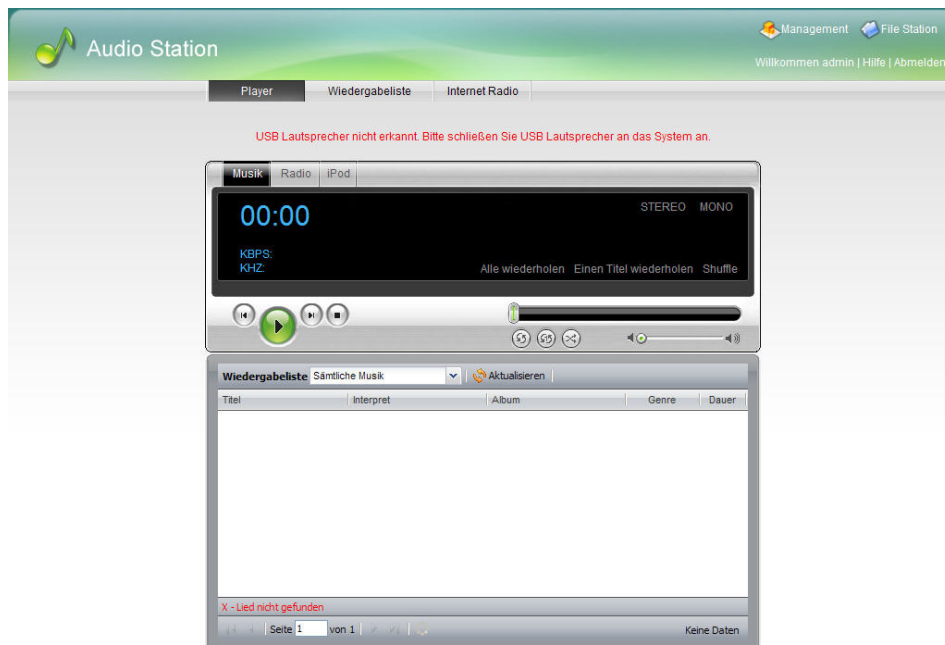 Audio Station
Management File Station
Willkommen admin | Hilfe | Abmelden
Player Wiedergabeliste Internet Radio
USB Lautsprecher nicht erkannt. Bitte schließen Sie USB Lautsprecher an das System an.
Musik Radio iPod
00:00 STEREO MONO
KBPS:
KHZ: Alle wiederholen Einen Titel wiederholen Shuffle
Wiedergabeliste Sämtliche Musik Aktualisieren
Titel Interpret Album Genre Dauer
X - Lied nicht gefunden
Seite 1 von 1 Keine Daten